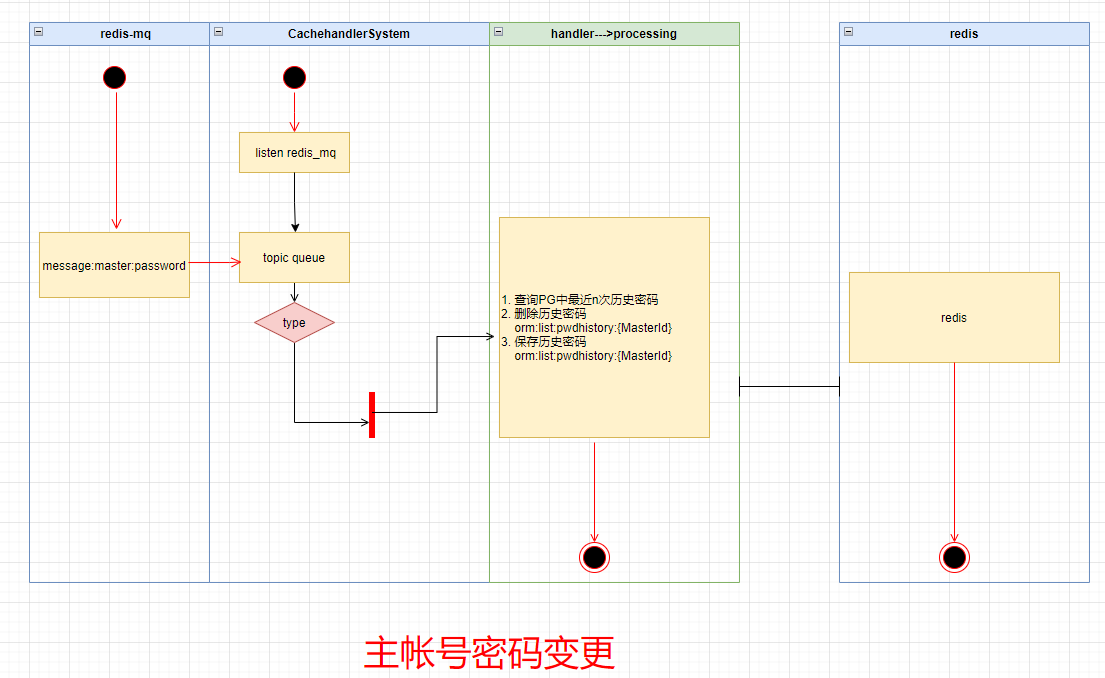 redis-mq
CachehandlerSystem
handler--->processing
redis
listen redis_mq
message:master:password
topic queue
type
1. 查询PG中最近n次历史密码
2. 删除历史密码
orm:list:pwdhistory:{MasterId}
3. 保存历史密码
orm:list:pwdhistory:{MasterId}
redis
主帐号密码变更